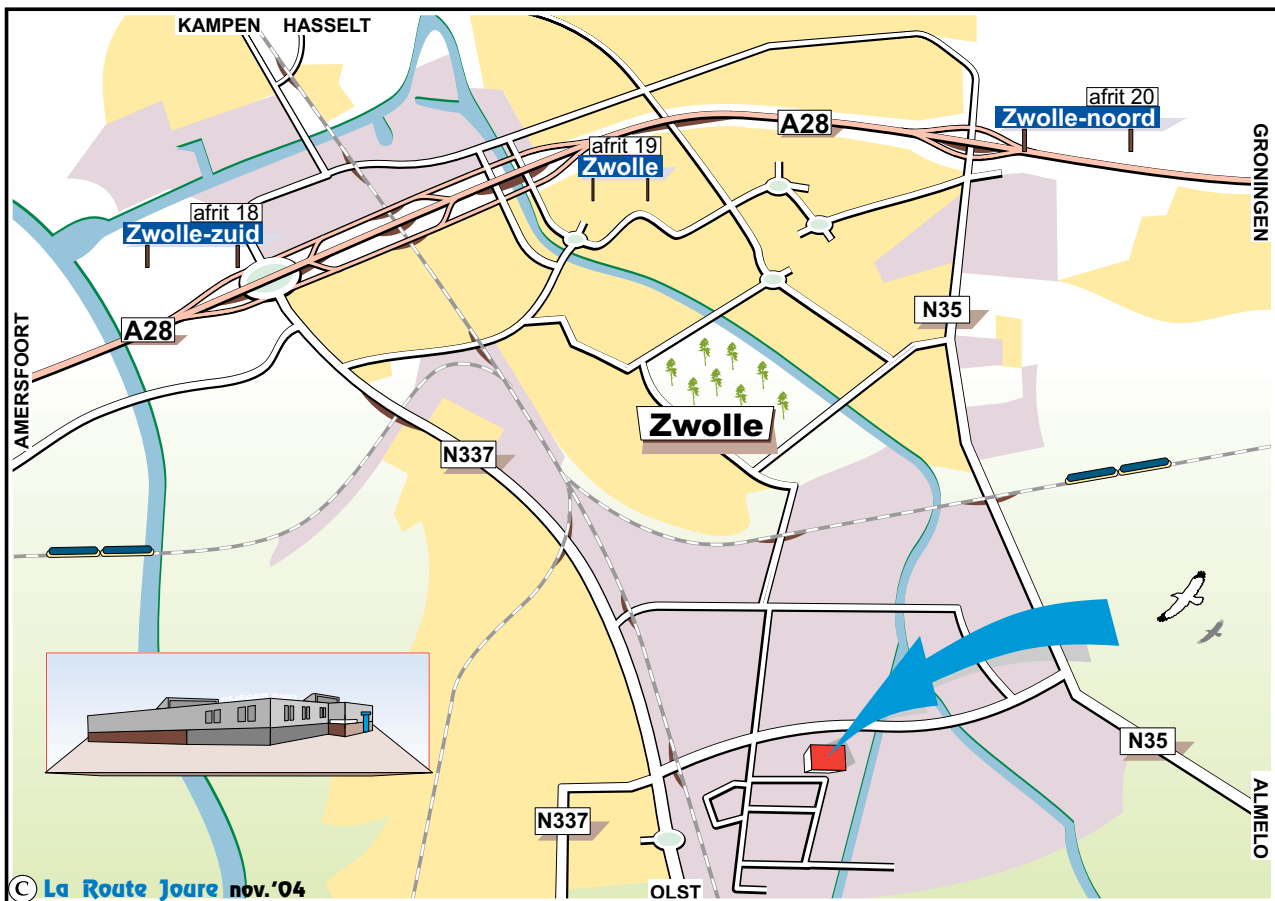 KAMPEN HASSELT
afrit 20
Zwolle-noord
A28
GRONINGEN
afrit 19
Zwolle
afrit 18
Zwolle-zuid
A28
N35
AMERSFOORT
Zwolle
N337
N35
N337
ALMELO
OLST
© La Route Joure nov.'04